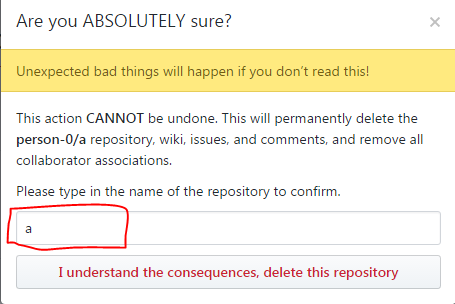 Are you ABSOLUTELY sure?
Unexpected bad things will happen if you don’t read this!
This action CANNOT be undone. This will permanently delete the
person-0/a repository, wiki, issues, and comments, and remove all
collaborator associations.
Please type in the name of the repository to confirm.
a
I understand the consequences, delete this repository